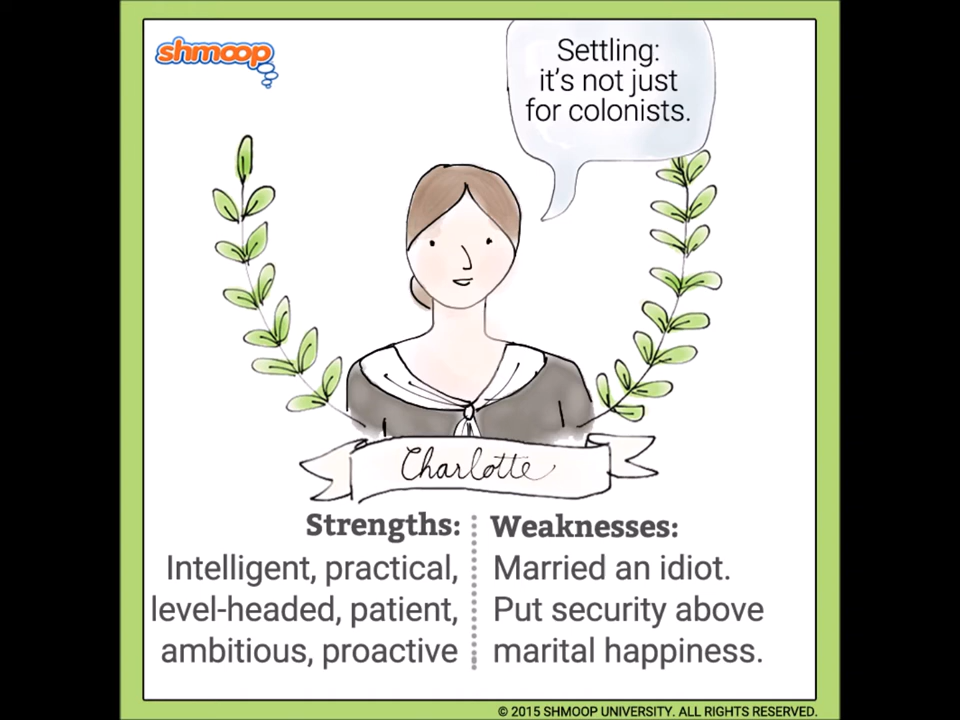 shmoop
Settling:
it's not just
for colonists.
Charlotte
Strengths:
Intelligent, practical,
level-headed, patient,
ambitious, proactive
Weaknesses:
Married an idiot.
Put security above
marital happiness.
© 2015 SHMOOP UNIVERSITY. ALL RIGHTS RESERVED.